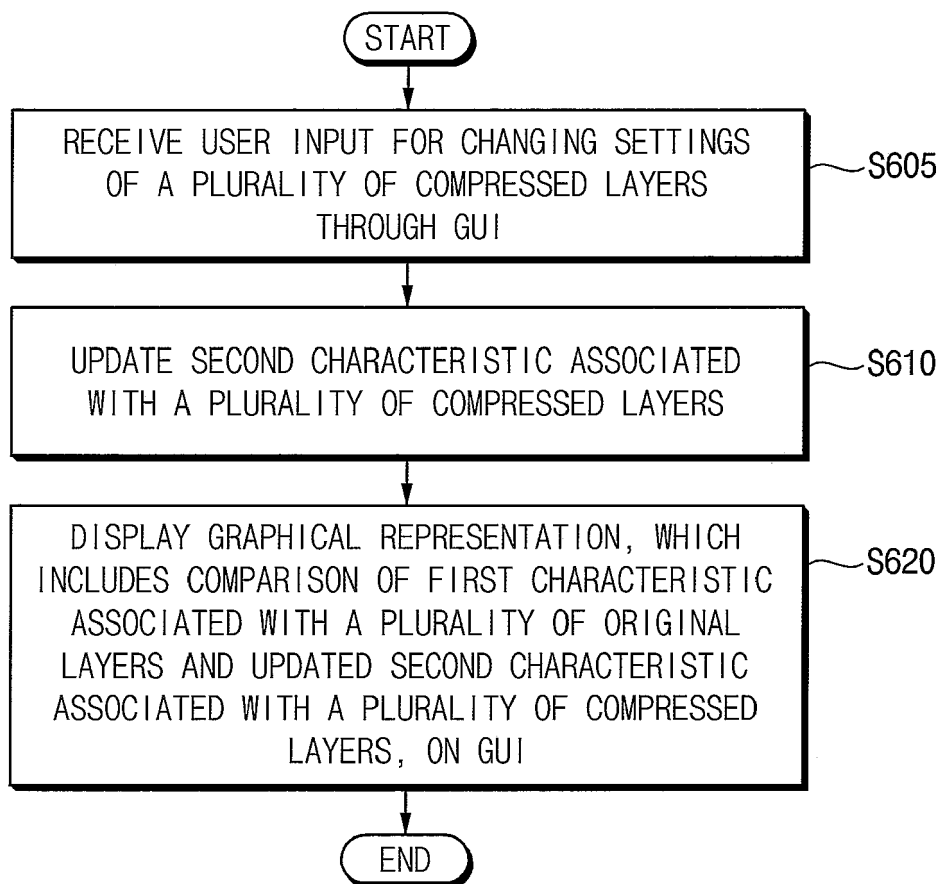 START
RECEIVE USER INPUT FOR CHANGING SETTINGS
OF A PLURALITY OF COMPRESSED LAYERS
THROUGH GUI
S605
UPDATE SECOND CHARACTERISTIC ASSOCIATED
WITH A PLURALITY OF COMPRESSED LAYERS
S610
DISPLAY GRAPHICAL REPRESENTATION, WHICH
INCLUDES COMPARISON OF FIRST CHARACTERISTIC
ASSOCIATED WITH A PLURALITY OF ORIGINAL
LAYERS AND UPDATED SECOND CHARACTERISTIC
ASSOCIATED WITH A PLURALITY OF COMPRESSED
LAYERS, ON GUI
S620
END